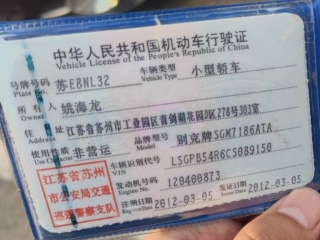 中华人民共和国机动车行驶证
Vehicle License of the People's Republic of China
号牌号码 苏E8NL32 车辆类型 小型轿车
Plate No. Vehicle Type
所有人 姚海龙
Owner
住址 江苏省苏州市工业园区青剑湖花园D区278号303室
Address
使用性质 非营运 品牌型号 别克牌SGM7186ATA
Use Character Model
车辆识别代号 LSGPB54R6CS089150
VIN
江苏省苏州 发动机号码 120400873
市公安局交通 Engine No.
巡逻警察支队 注册日期 2012-03-05 发证日期 2012-03-05
Register Date Issue Date